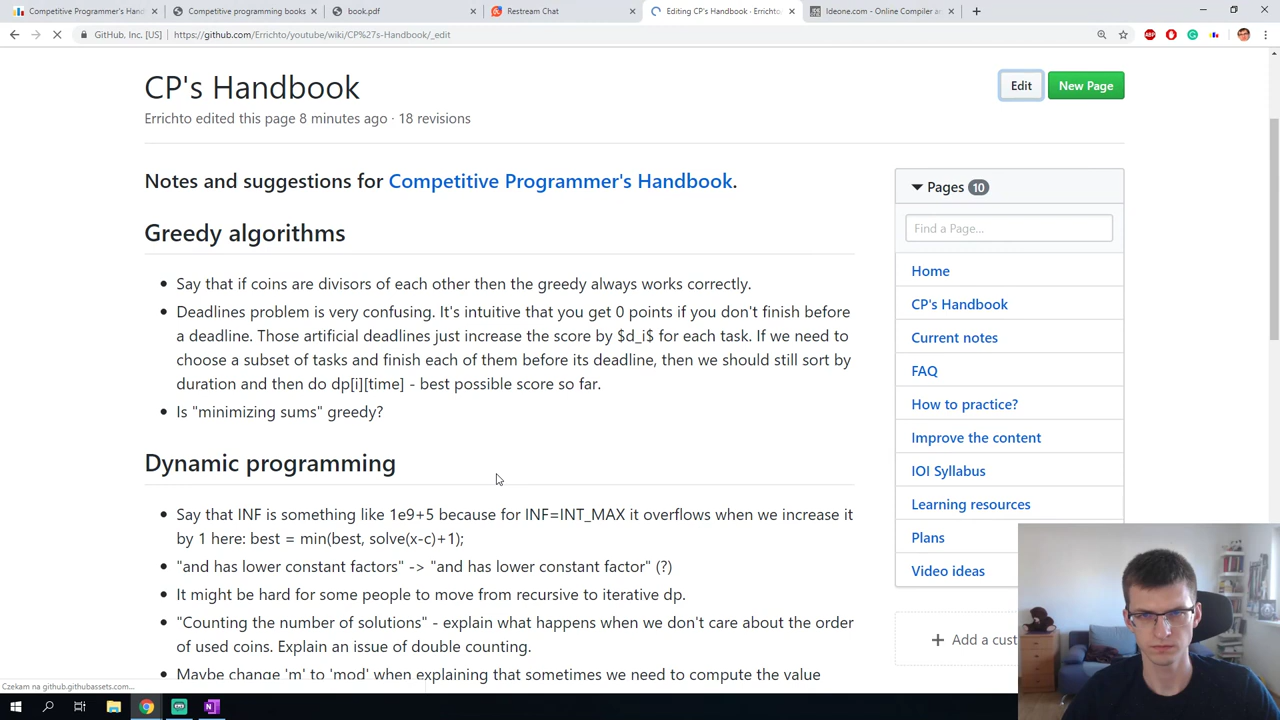 Competitive Programmer's Hand
Competitive programming books
book.pdf
Restream Chat
Editing CP's Handbook · Errichto
Ideone.com - Online Compiler a
GitHub, Inc. [US]
https://github.com/Errichto/youtube/wiki/CP%27s-Handbook/_edit
CP's Handbook
Edit
New Page
Errichto edited this page 8 minutes ago · 18 revisions
Notes and suggestions for Competitive Programmer's Handbook.
Greedy algorithms
Say that if coins are divisors of each other then the greedy always works correctly.
Deadlines problem is very confusing. It's intuitive that you get 0 points if you don't finish before
a deadline. Those artificial deadlines just increase the score by $d_i$ for each task. If we need to
choose a subset of tasks and finish each of them before its deadline, then we should still sort by
duration and then do dp[i][time] - best possible score so far.
Is "minimizing sums" greedy?
Dynamic programming
Say that INF is something like 1e9+5 because for INF=INT_MAX it overflows when we increase it
by 1 here: best = min(best, solve(x-c)+1);
"and has lower constant factors" -> "and has lower constant factor" (?)
It might be hard for some people to move from recursive to iterative dp.
"Counting the number of solutions" - explain what happens when we don't care about the order
of used coins. Explain an issue of double counting.
Maybe change 'm' to 'mod' when explaining that sometimes we need to compute the value
Pages 10
Find a Page...
Home
CP's Handbook
Current notes
FAQ
How to practice?
Improve the content
IOI Syllabus
Learning resources
Plans
Video ideas
Add a cust
Czekam na github.githubassets.com...